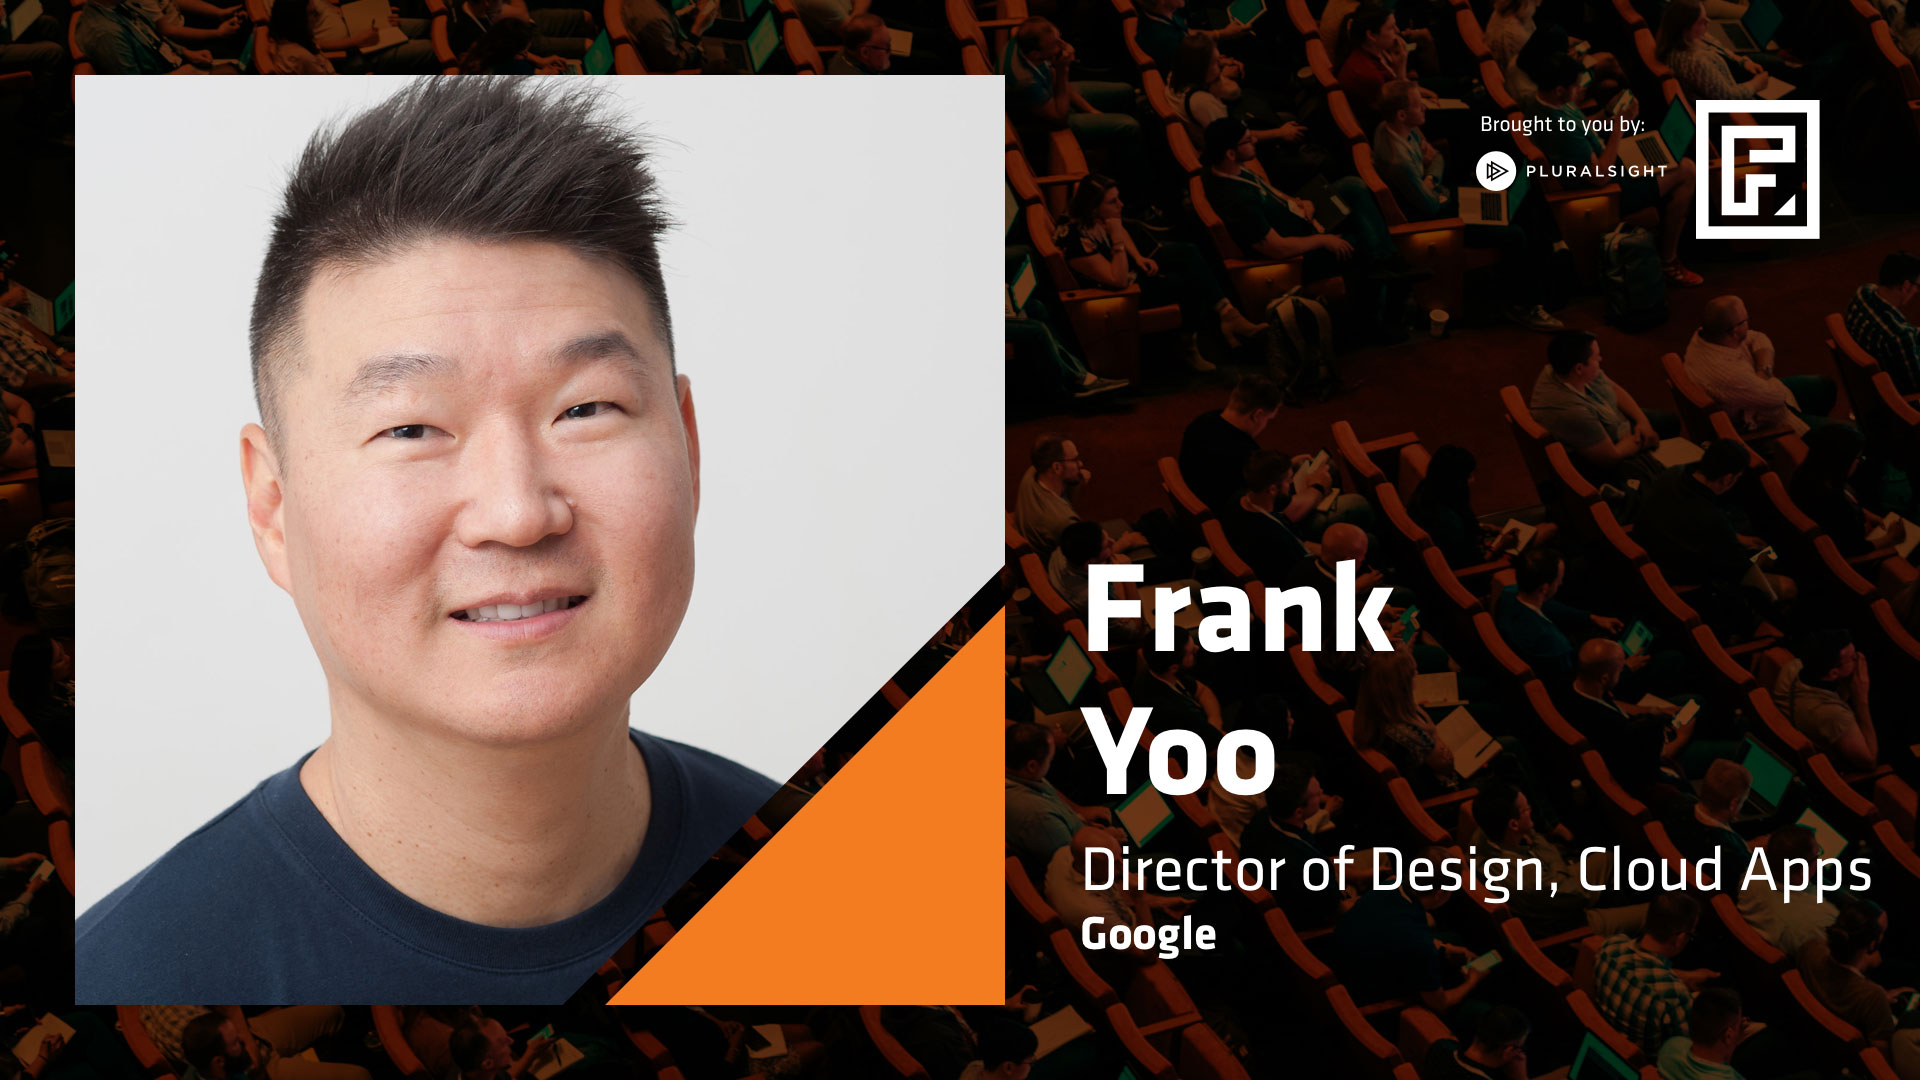 Brought to you by:
PLURALSIGHT
Frank
Yoo
Director of Design, Cloud Apps
Google